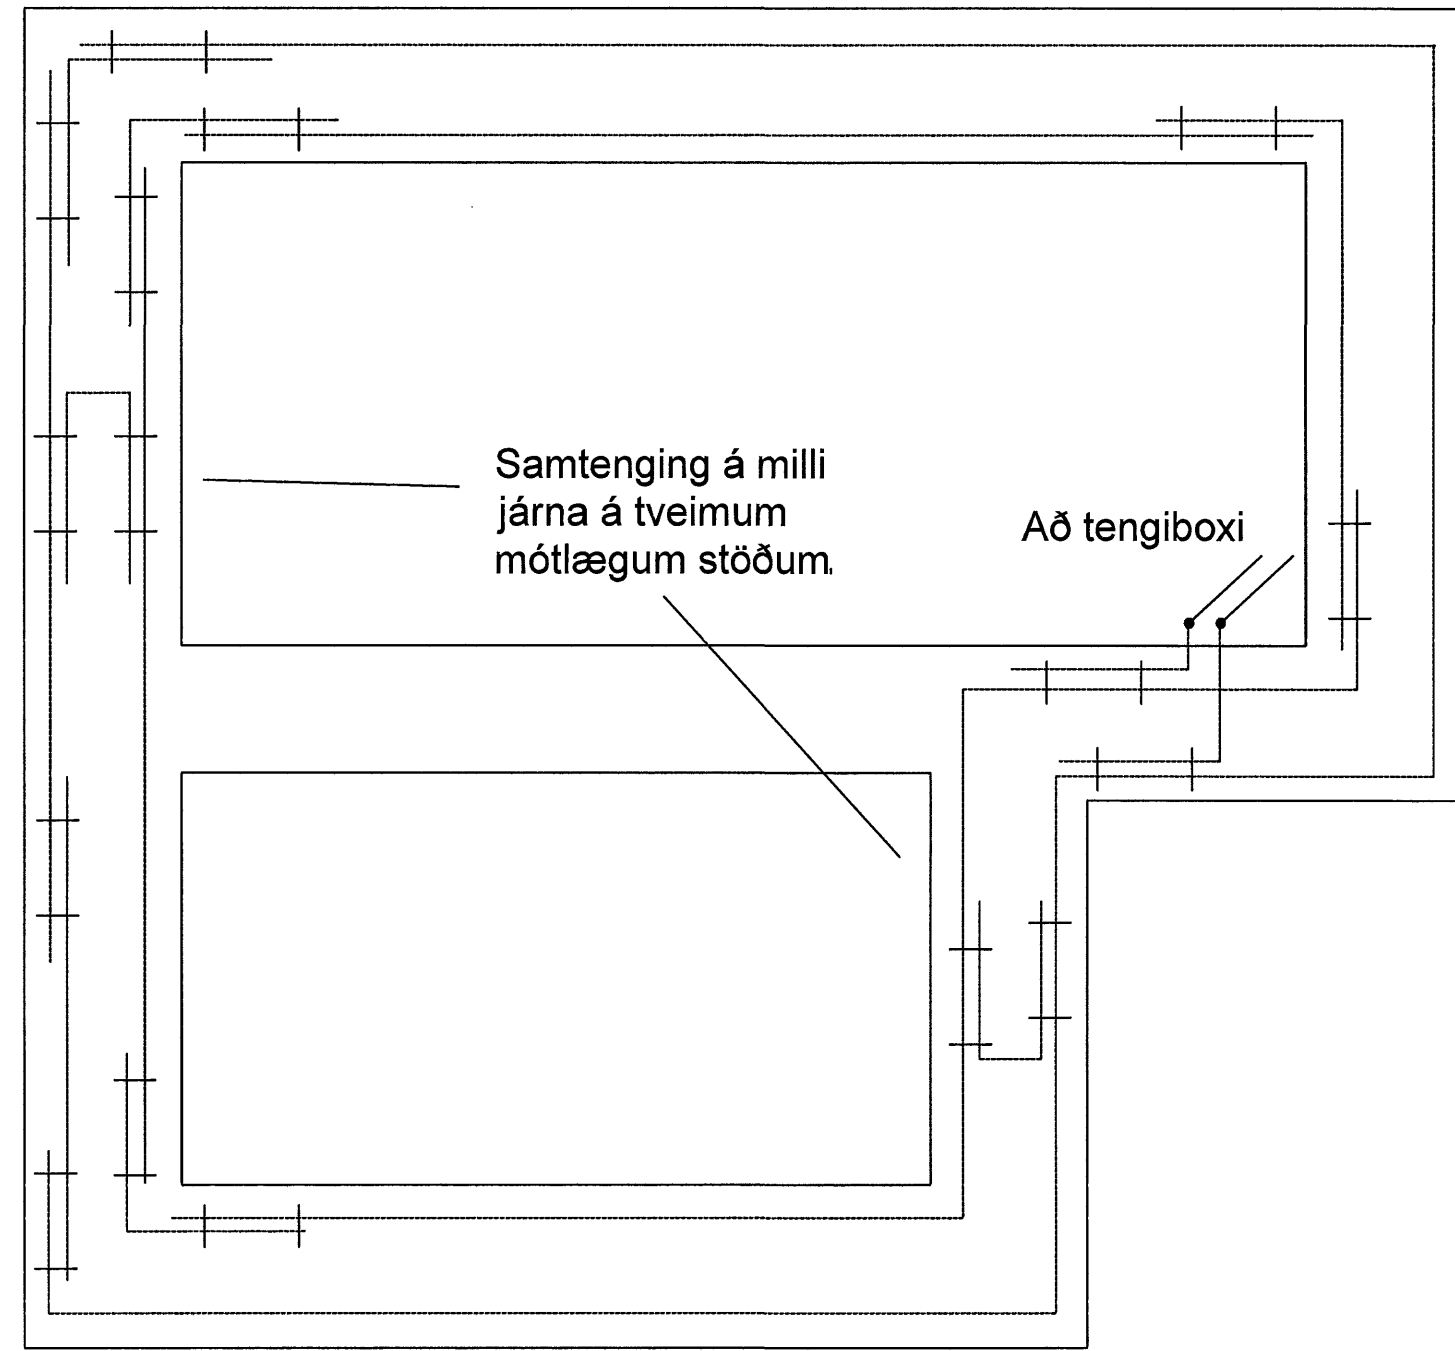 Samtenging á milli
járna á tveimum
mótlægum stöðum.
Að tengiboxi